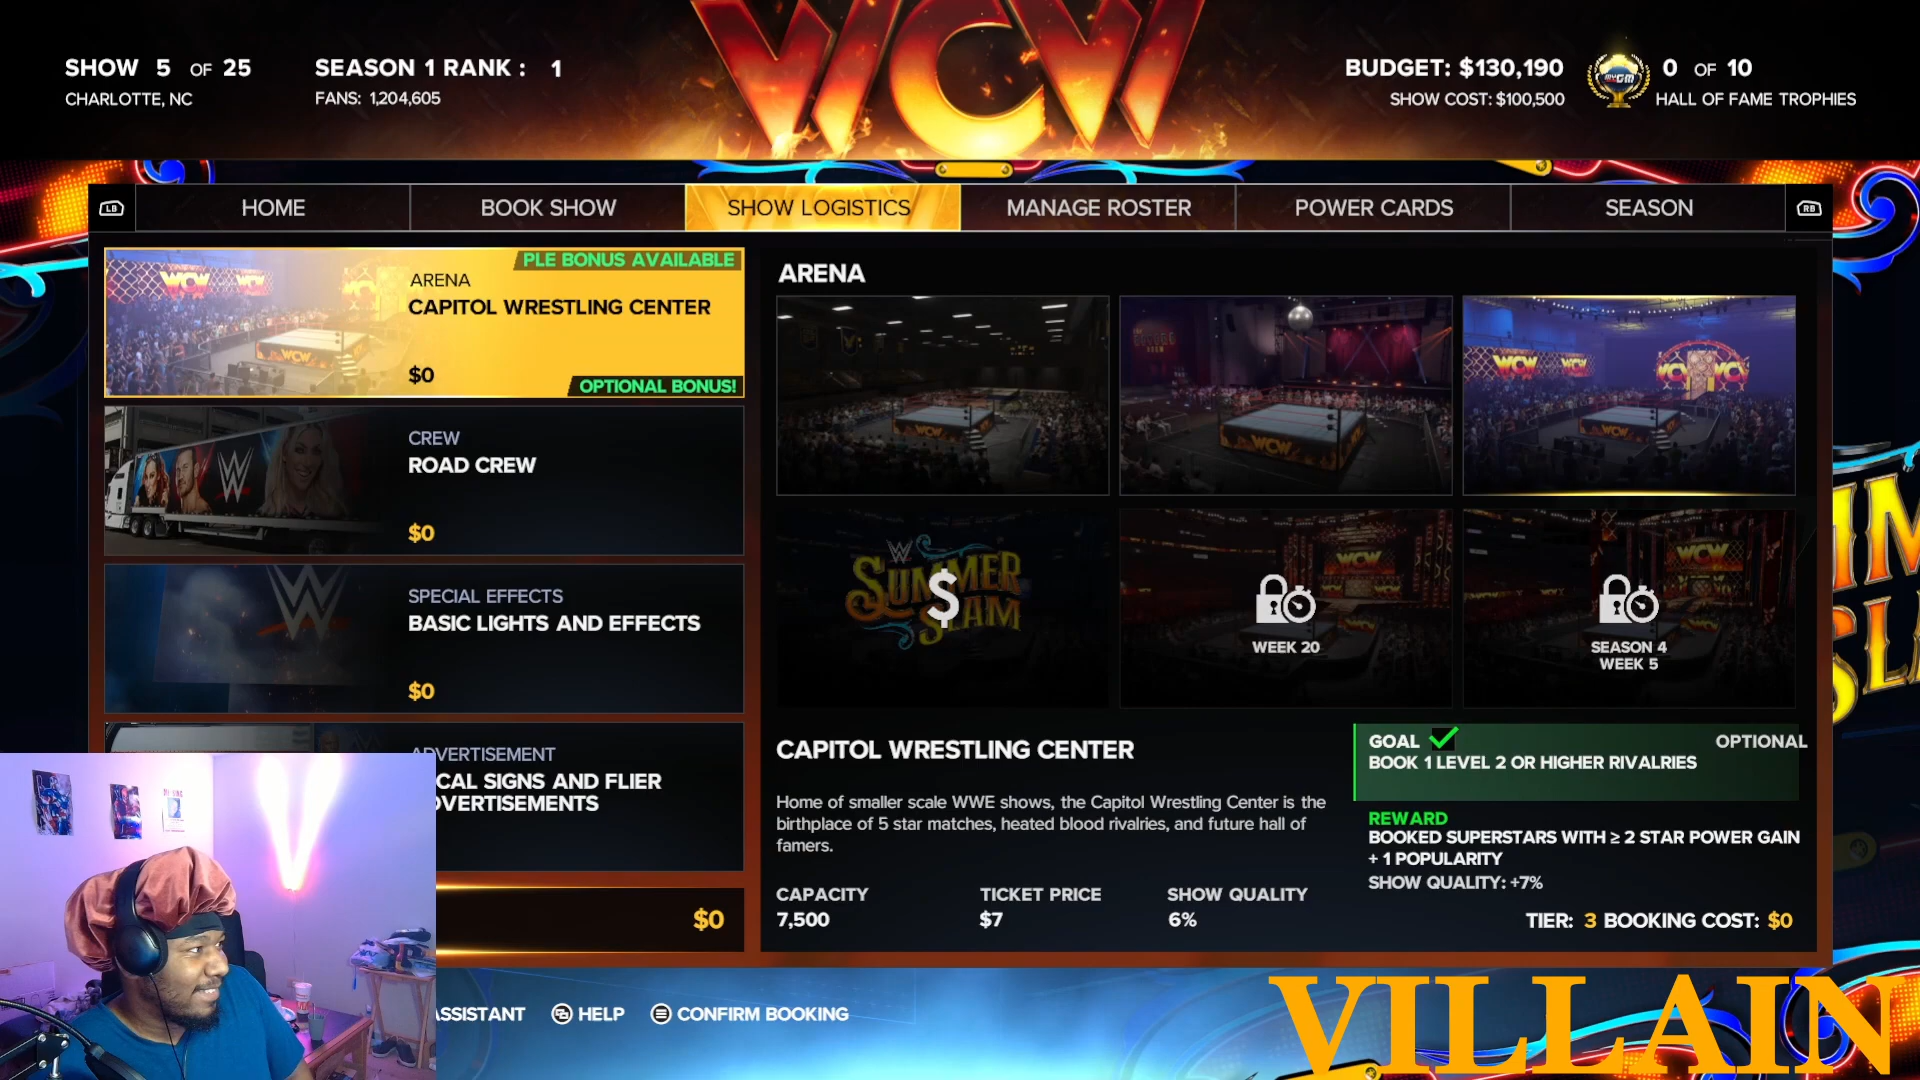 WCW
SHOW 5 OF 25
CHARLOTTE, NC
SEASON 1 RANK : 1
FANS: 1,204,605
BUDGET: $130,190
SHOW COST: $100,500
0 OF 10
HALL OF FAME TROPHIES
LB
HOME
BOOK SHOW
SHOW LOGISTICS
MANAGE ROSTER
POWER CARDS
SEASON
RB
PLE BONUS AVAILABLE
ARENA
CAPITOL WRESTLING CENTER
$0
OPTIONAL BONUS!
CREW
ROAD CREW
$0
SPECIAL EFFECTS
BASIC LIGHTS AND EFFECTS
$0
ADVERTISEMENT
CAL SIGNS AND FLIER
DVERTISEMENTS
$0
ARENA
SUMMER
SLAM
$
WEEK 20
SEASON 4
WEEK 5
CAPITOL WRESTLING CENTER
Home of smaller scale WWE shows, the Capitol Wrestling Center is the
birthplace of 5 star matches, heated blood rivalries, and future hall of
famers.
CAPACITY
7,500
TICKET PRICE
$7
SHOW QUALITY
6%
GOAL
OPTIONAL
BOOK 1 LEVEL 2 OR HIGHER RIVALRIES
REWARD
BOOKED SUPERSTARS WITH ≥ 2 STAR POWER GAIN
+ 1 POPULARITY
SHOW QUALITY: +7%
TIER: 3 BOOKING COST: $0
ASSISTANT
HELP
CONFIRM BOOKING
VILLAIN